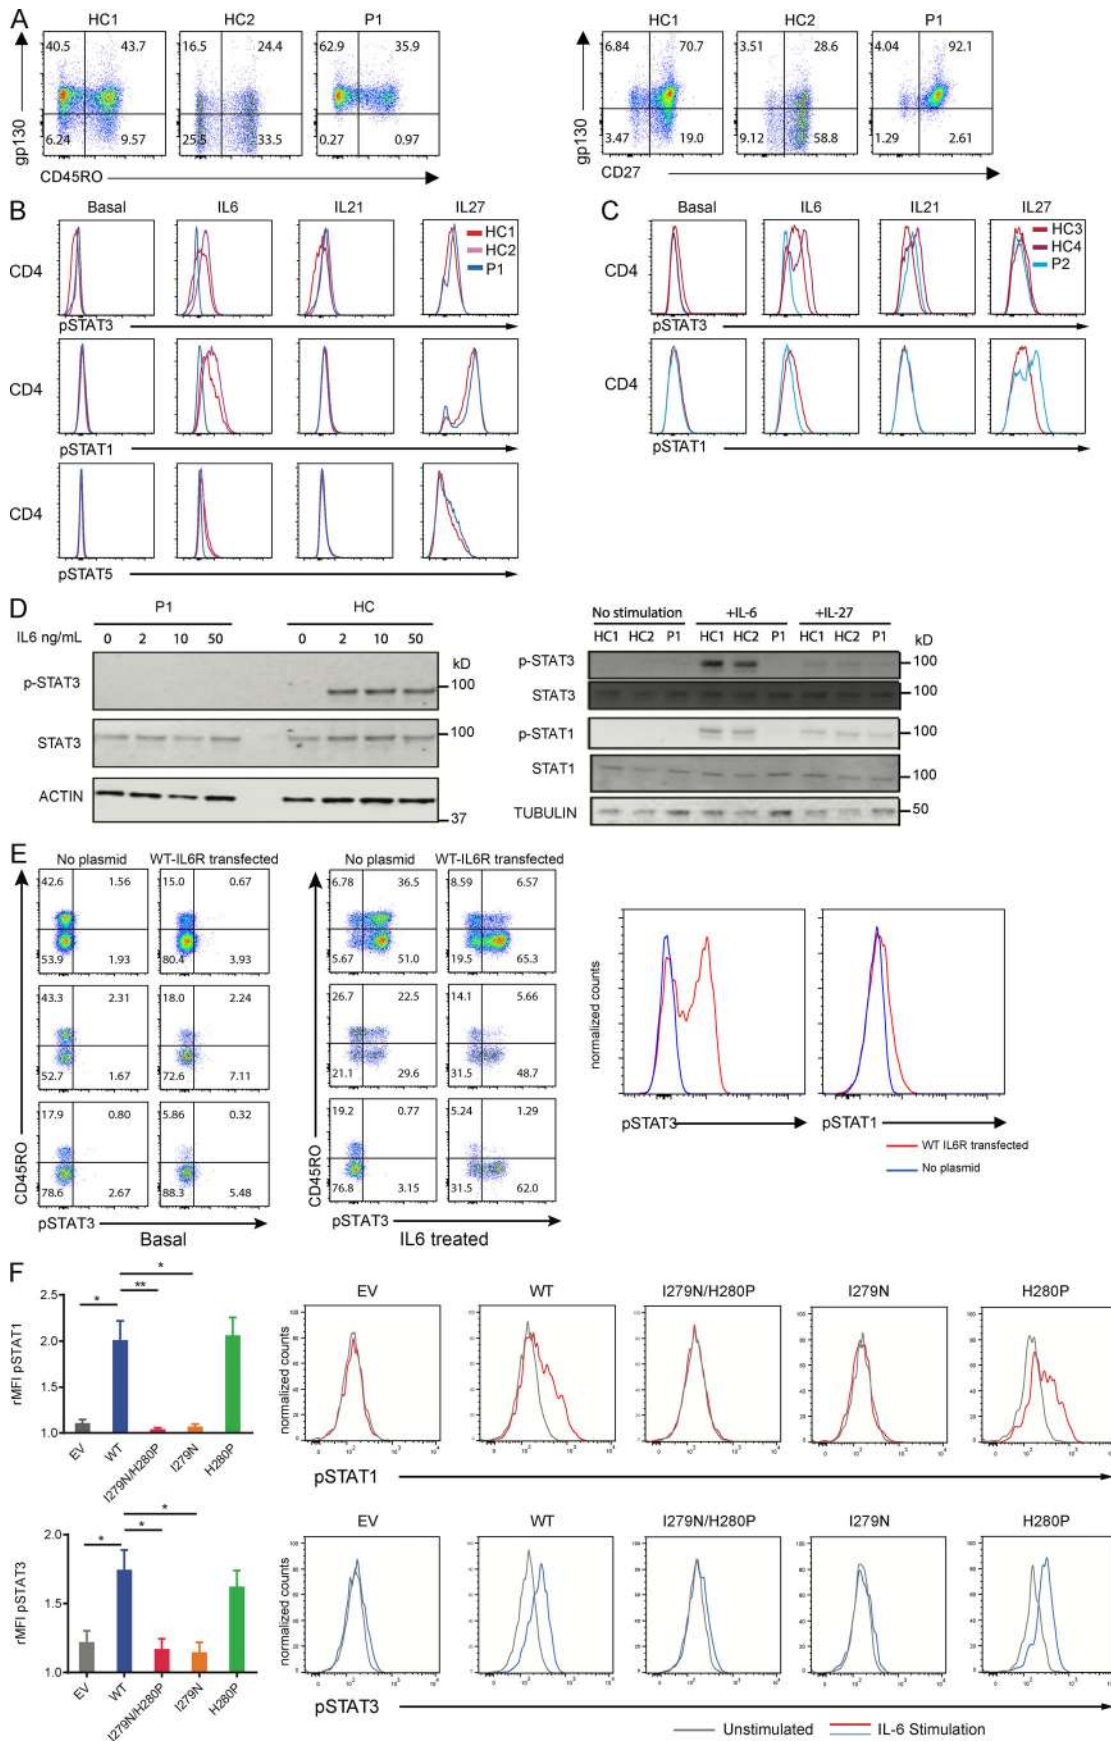 A
HC1 HC2 P1
40.5 43.7 16.5 24.4 62.9 35.9
6.24 9.57 25.5 33.5 0.27 0.97
gp130
CD45RO
HC1 HC2 P1
6.84 70.7 3.51 28.6 4.04 92.1
3.47 19.0 9.12 58.8 1.29 2.61
gp130
CD27
B
Basal IL6 IL21 IL27
HC1
HC2
P1
CD4
pSTAT3
CD4
pSTAT1
CD4
pSTAT5
C
Basal IL6 IL21 IL27
HC3
HC4
P2
CD4
pSTAT3
CD4
pSTAT1
D
P1 HC
IL6 ng/mL 0 2 10 50 0 2 10 50
kD
p-STAT3 100
STAT3 100
ACTIN
37
No stimulation +IL-6 +IL-27
HC1 HC2 P1 HC1 HC2 P1 HC1 HC2 P1 kD
p-STAT3 100
STAT3 100
p-STAT1 100
STAT1 100
TUBULIN 50
E
No plasmid WT-IL6R transfected
42.6 1.56 15.0 0.67
53.9 1.93 80.4 3.93
43.3 2.31 18.0 2.24
52.7 1.67 72.6 7.11
17.9 0.80 5.86 0.32
78.6 2.67 88.3 5.48
CD45RO
pSTAT3
Basal
No plasmid WT-IL6R transfected
6.78 36.5 8.59 6.57
5.67 51.0 19.5 65.3
26.7 22.5 14.1 5.66
21.1 29.6 31.5 48.7
19.2 0.77 5.24 1.29
76.8 3.15 31.5 62.0
CD45RO
pSTAT3
IL6 treated
normalized counts
pSTAT3 pSTAT1
WT IL6R transfected
No plasmid
F
rMFI pSTAT1
2.5
2.0
1.5
1.0
*
**
*
EV WT I279N/H280P I279N H280P
EV WT I279N/H280P I279N H280P
normalized counts
pSTAT1
rMFI pSTAT3
2.0
1.5
1.0
*
*
*
EV WT I279N/H280P I279N H280P
EV WT I279N/H280P I279N H280P
normalized counts
pSTAT3
Unstimulated IL-6 Stimulation